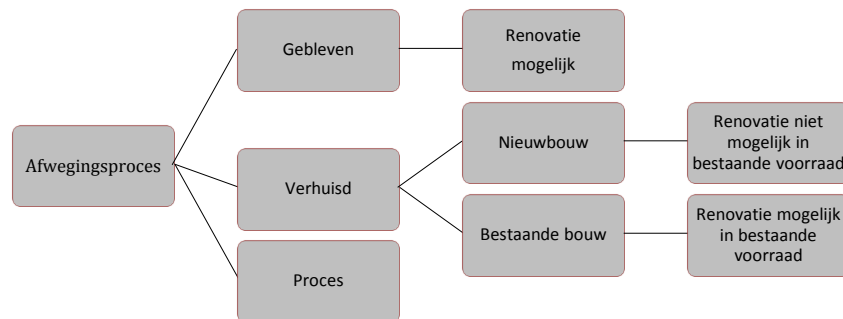 Afwegingsproces
Gebleven
Renovatie
mogelijk
Verhuisd
Nieuwbouw
Renovatie niet
mogelijk in
bestaande voorraad
Bestaande bouw
Renovatie mogelijk
in bestaande
voorraad
Proces